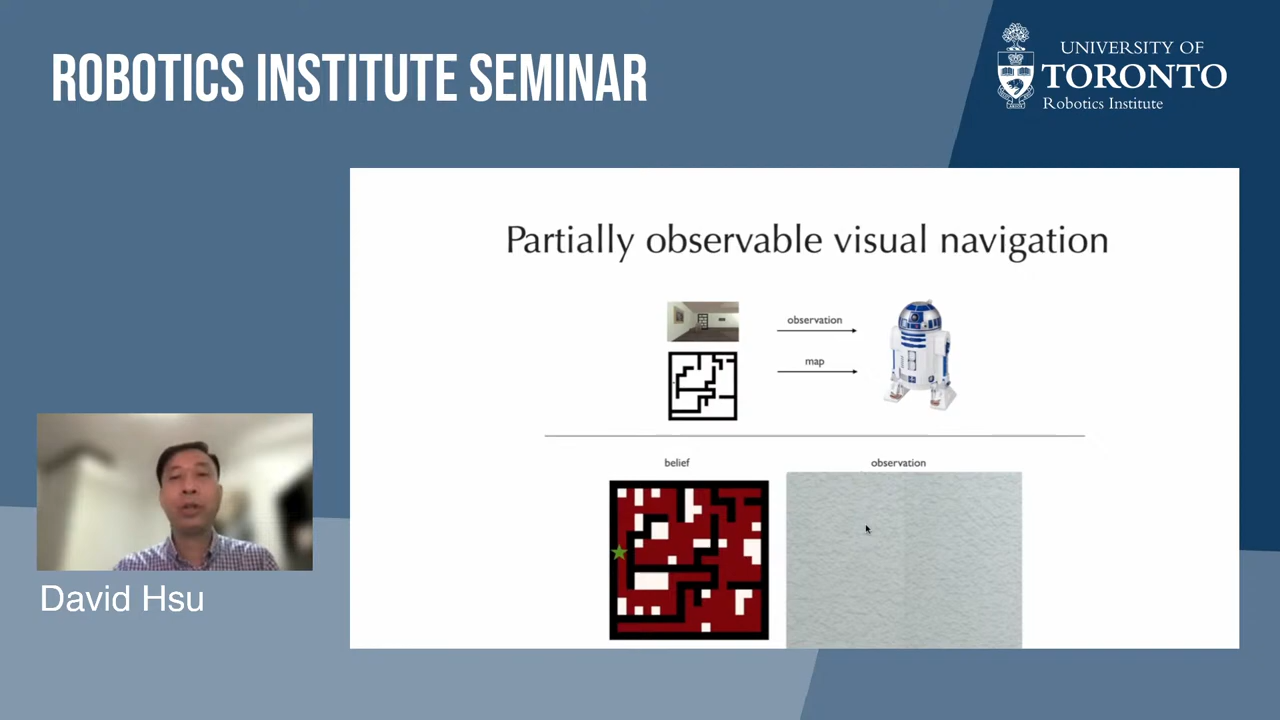 ROBOTICS INSTITUTE SEMINAR
UNIVERSITY OF
TORONTO
Robotics Institute
Partially observable visual navigation
observation
map
belief
observation
David Hsu